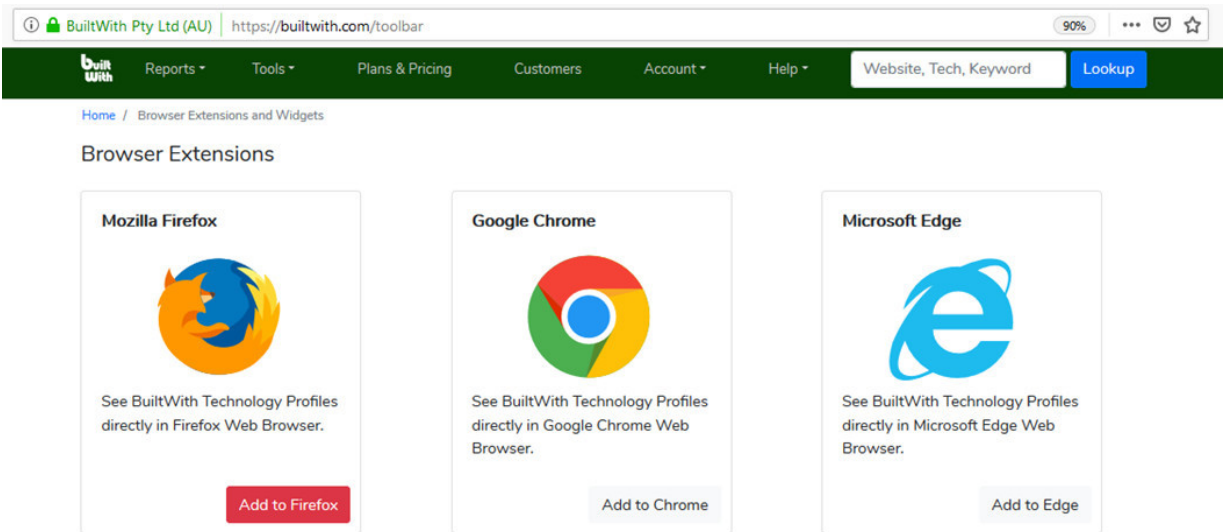 BuiltWith Pty Ltd (AU) https://builtwith.com/toolbar 90%
built With Reports Tools Plans & Pricing Customers Account Help Website, Tech, Keyword Lookup
Home / Browser Extensions and Widgets
Browser Extensions
Mozilla Firefox
See BuiltWith Technology Profiles
directly in Firefox Web Browser.
Add to Firefox
Google Chrome
See BuiltWith Technology Profiles
directly in Google Chrome Web
Browser.
Add to Chrome
Microsoft Edge
See BuiltWith Technology Profiles
directly in Microsoft Edge Web
Browser.
Add to Edge